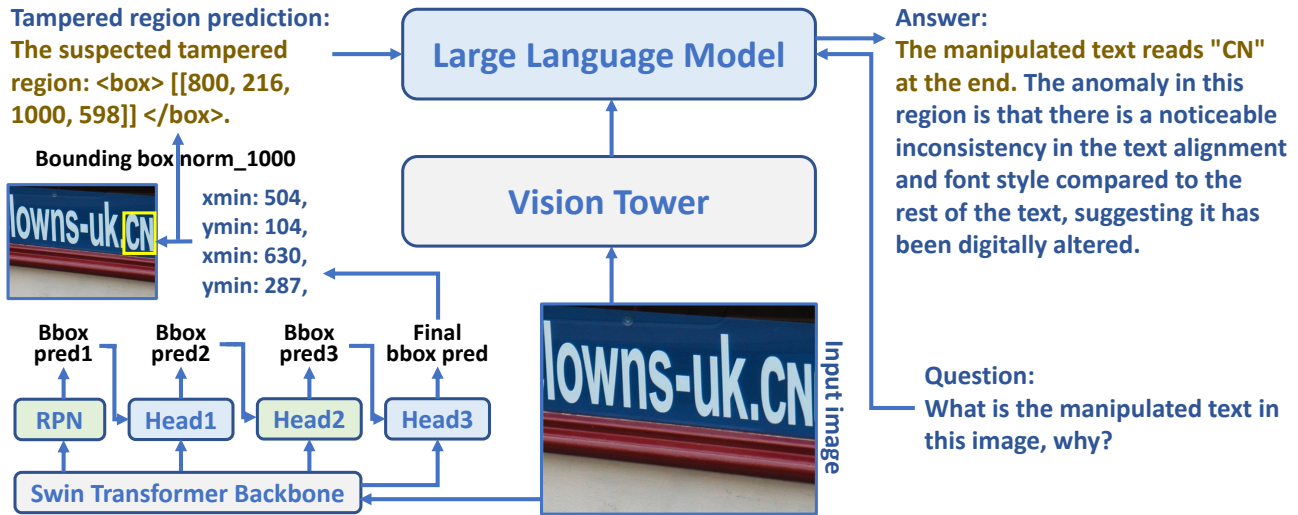 Tampered region prediction:
The suspected tampered
region: <box> [[800, 216,
1000, 598]] </box>.
Bounding box norm_1000
lowns-uk.CN
xmin: 504,
ymin: 104,
xmin: 630,
ymin: 287,
Bbox
pred1
Bbox
pred2
Bbox
pred3
Final
bbox pred
RPN
Head1
Head2
Head3
Swin Transformer Backbone
Large Language Model
Vision Tower
lowns-uk.CN
Input image
Answer:
The manipulated text reads "CN"
at the end. The anomaly in this
region is that there is a noticeable
inconsistency in the text alignment
and font style compared to the
rest of the text, suggesting it has
been digitally altered.
Question:
What is the manipulated text in
this image, why?